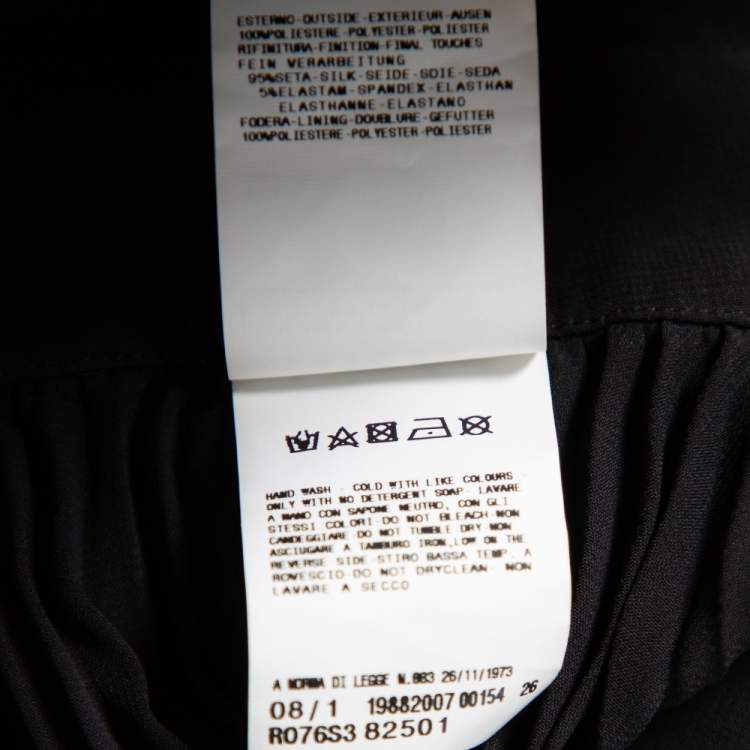 ESTERNO-OUTSIDE-EXTERIEUR-AUSEN
100%POLIESTERE-POLYESTER-POLIESTER
RIFINITURA-FINITION-FINAL TOUCHES
FEIN VERARBEITUNG
95%SETA-SILK-SEIDE-SOIE-SEDA
5%ELASTAM-SPANDEX-ELASTHAN
ELASTHANNE-ELASTANO
FODERA-LINING-DOUBLURE-GEFUTTER
100%POLIESTERE-POLYESTER-POLIESTER
HAND WASH - COLD WITH LIKE COLOURS
ONLY WITH NO DETERGENT SOAP- LAVARE
A MANO CON SAPONE NEUTRO, CON GLI
STESSI COLORI-DO NOT BLEACH-NON
CANDEGGIARE-DO NOT TUMBLE DRY-NON
ASCIUGARE A TAMBURO IRON,LOW ON THE
REVERSE SIDE-STIRO BASSA TEMP. A
ROVESCIO-DO NOT DRYCLEAN- NON
LAVARE A SECCO
A NORMA DI LEGGE N.883 26/11/1973
08/1 19882007 00154 26
R076S3 82501